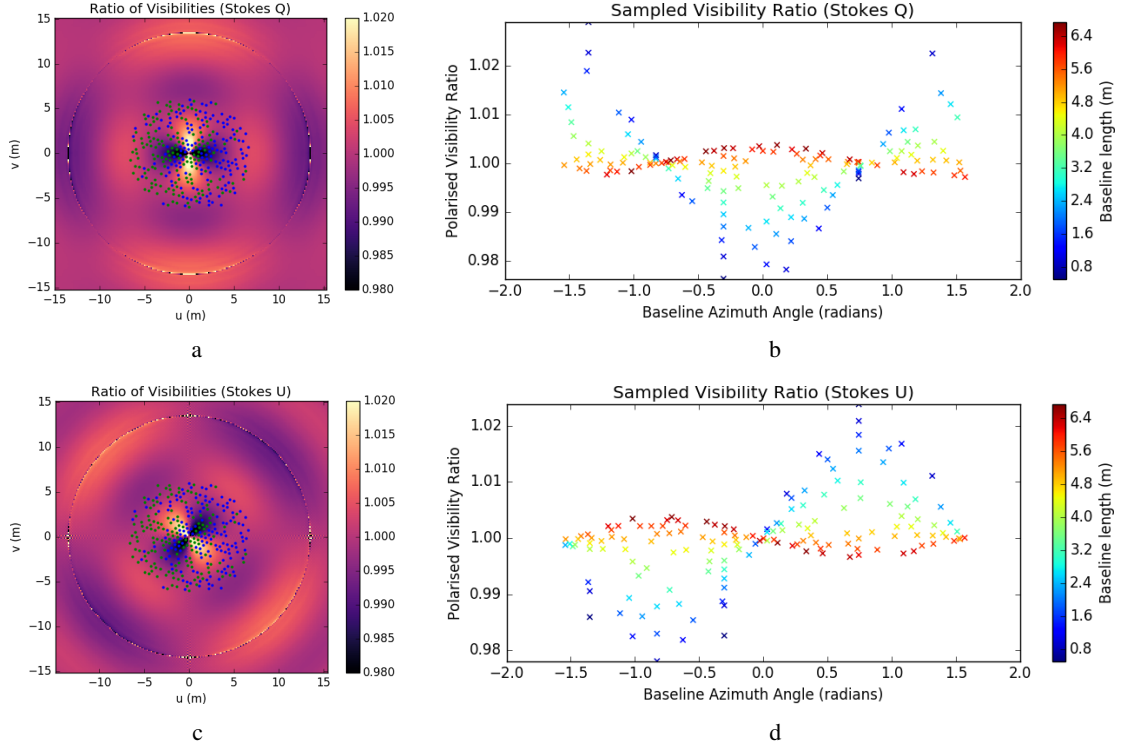 Ratio of Visibilities (Stokes Q)
15
10
5
0
−5
−10
−15
v (m)
−15 −10 −5 0 5 10 15
u (m)
1.020
1.015
1.010
1.005
1.000
0.995
0.990
0.985
0.980
a
Sampled Visibility Ratio (Stokes Q)
1.02
1.01
1.00
0.99
0.98
Polarised Visibility Ratio
−2.0 −1.5 −1.0 −0.5 0.0 0.5 1.0 1.5 2.0
Baseline Azimuth Angle (radians)
6.4
5.6
4.8
4.0
3.2
2.4
1.6
0.8
Baseline length (m)
b
Ratio of Visibilities (Stokes U)
15
10
5
0
−5
−10
−15
v (m)
−10 −5 0 5 10 15
u (m)
1.020
1.015
1.010
1.005
1.000
0.995
0.990
0.985
0.980
c
Sampled Visibility Ratio (Stokes U)
1.02
1.01
1.00
0.99
0.98
Polarised Visibility Ratio
−2.0 −1.5 −1.0 −0.5 0.0 0.5 1.0 1.5 2.0
Baseline Azimuth Angle (radians)
6.4
5.6
4.8
4.0
3.2
2.4
1.6
0.8
Baseline length (m)
d